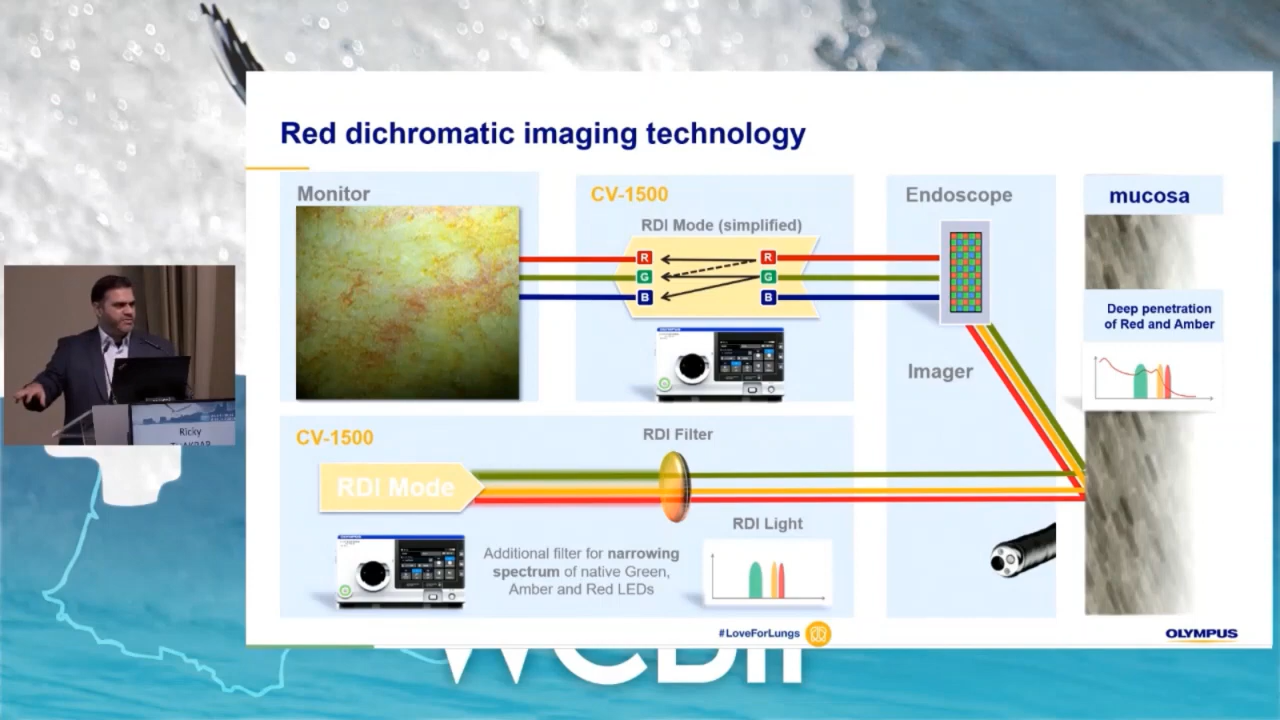 Red dichromatic imaging technology
Monitor
CV-1500
RDI Mode (simplified)
R
R
G
G
B
B
Endoscope
mucosa
Deep penetration
of Red and Amber
Imager
CV-1500
RDI Filter
RDI Mode
RDI Light
Additional filter for narrowing
spectrum of native Green,
Amber and Red LEDs
#LoveForLungs
OLYMPUS
Ricky